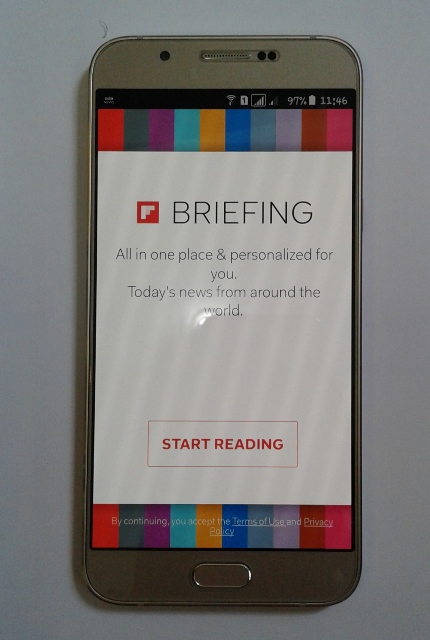 97% 11:46
BRIEFING
All in one place & personalized for
you.
Today's news from around the
world.
START READING
By continuing, you accept the Terms of Use and Privacy
Policy